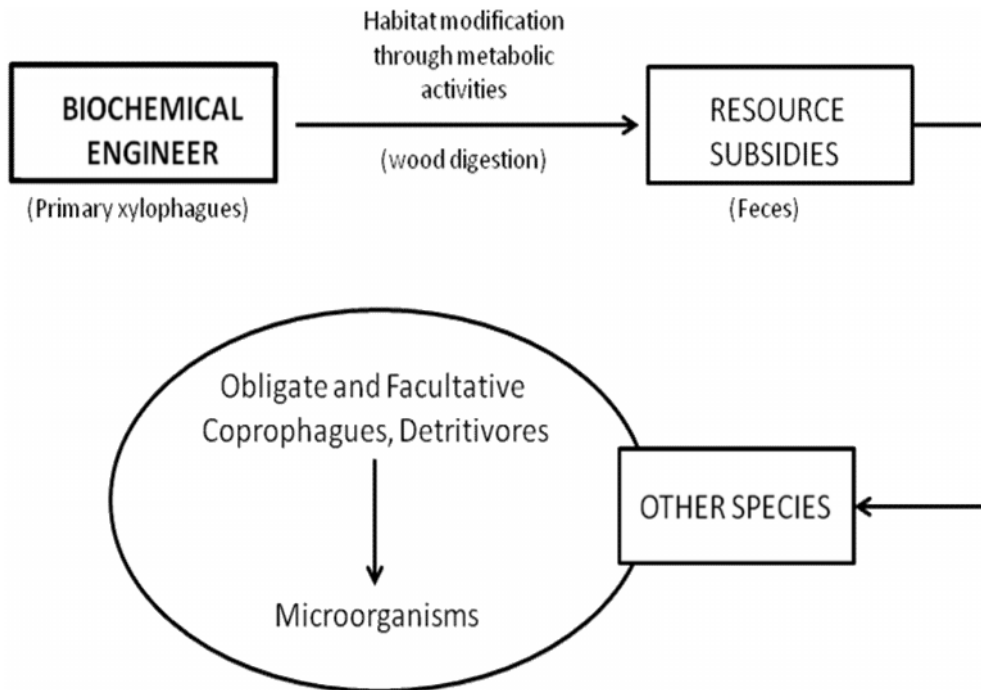 Habitat modification
through metabolic
activities
BIOCHEMICAL
ENGINEER
(Primary xylophagues)
(wood digestion)
RESOURCE
SUBSIDIES
(Feces)
Obligate and Facultative
Coprophagues, Detritivores
Microorganisms
OTHER SPECIES